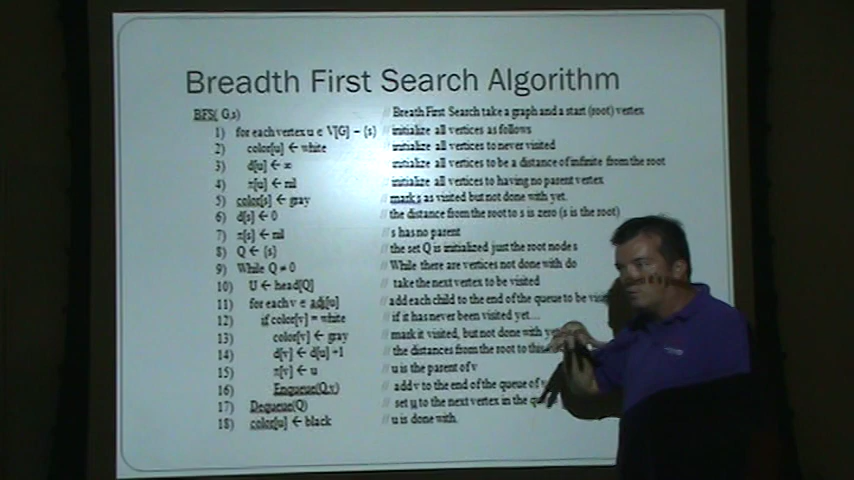 Breadth First Search Algorithm
BFS( G,s) // Breath First Search take a graph and a start (root) vertex
1) for each vertex u ∈ V[G] – {s} // initialize all vertices as follows
2) color[u] ← white // initialize all vertices to never visited
3) d[u] ← ∞ initialize all vertices to be a distance of infinite from the root
4) π[u] ← nil // initialize all vertices to having no parent vertex
5) color[s] ← gray // mark s as visited but not done with yet.
6) d[s] ← 0 // the distance from the root to s is zero (s is the root)
7) π[s] ← nil // s has no parent
8) Q ← {s} // the set Q is initialized just the root node s
9) While Q ≠ 0 // While there are vertices not done with do
10) U ← head[Q] // take the next vertex to be visited
11) for each v ∈ adj[u] // add each child to the end of the queue to be
12) if color[v] = white // if it has never been visited yet...
13) color[v] ← gray // mark it visited, but not done with
14) d[v] ← d[u] +1 // the distances from the root to
15) π[v] ← u // u is the parent of v
16) Enqueue(Q,v) // add v to the end of the queue of
17) Dequeue(Q) // set u to the next vertex in the
18) color[u] ← black // u is done with.